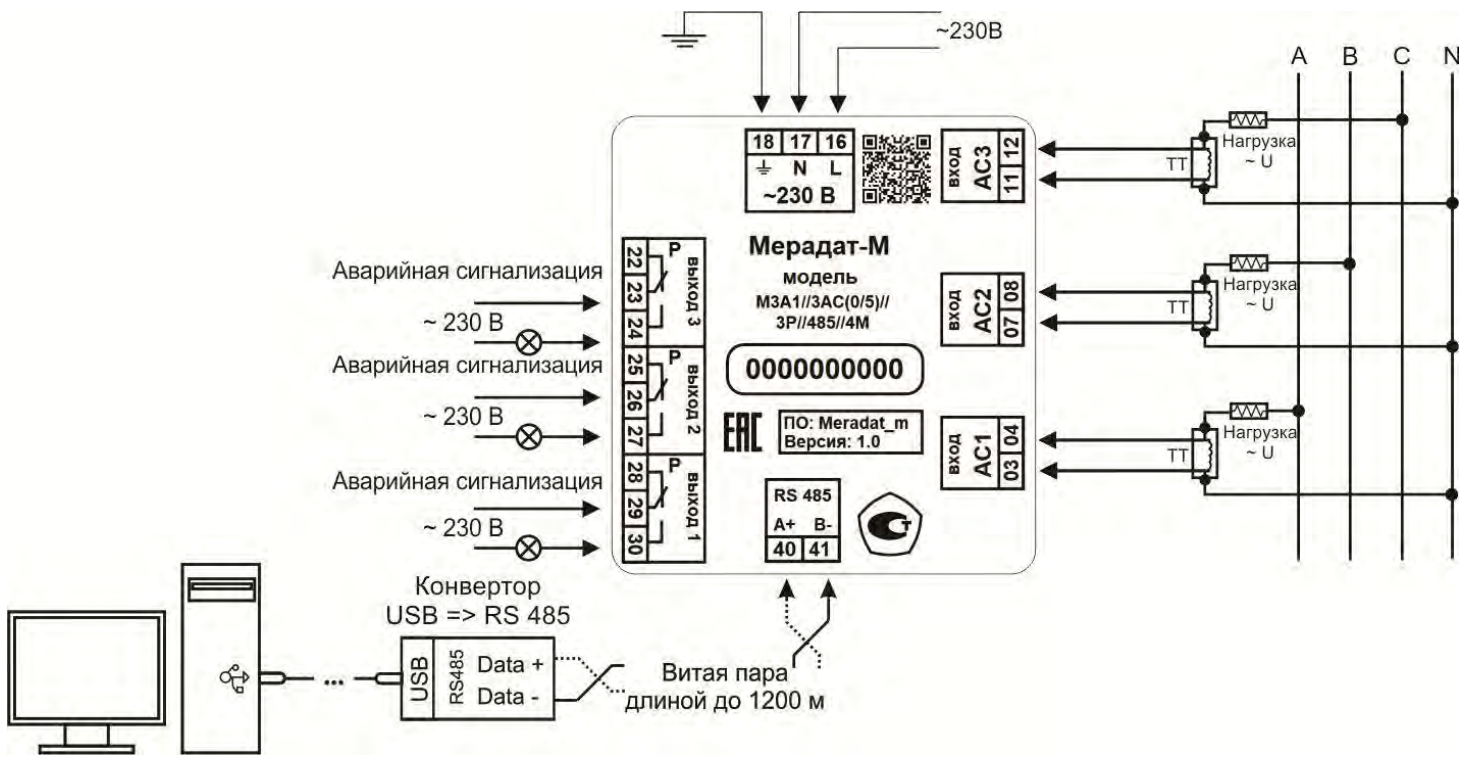 ~230В
A B C N
18 17 16
N L
~230 В
вход
АС3
11 12
ТТ
Нагрузка
~ U
Мерадат-М
модель
М3А1//3АС(0/5)//
3Р//485//4М
0000000000
ПО: Meradat_m
Версия: 1.0
EAC
вход
АС2
07 08
ТТ
Нагрузка
~ U
вход
АС1
03 04
ТТ
Нагрузка
~ U
Аварийная сигнализация
~ 230 В
22 23 24
Р
выход 3
Аварийная сигнализация
~ 230 В
25 26 27
Р
выход 2
Аварийная сигнализация
~ 230 В
28 29 30
Р
выход 1
RS 485
A+ B-
40 41
С Т
Конвертор
USB => RS 485
USB
RS485
Data +
Data -
...
Витая пара
длиной до 1200 м